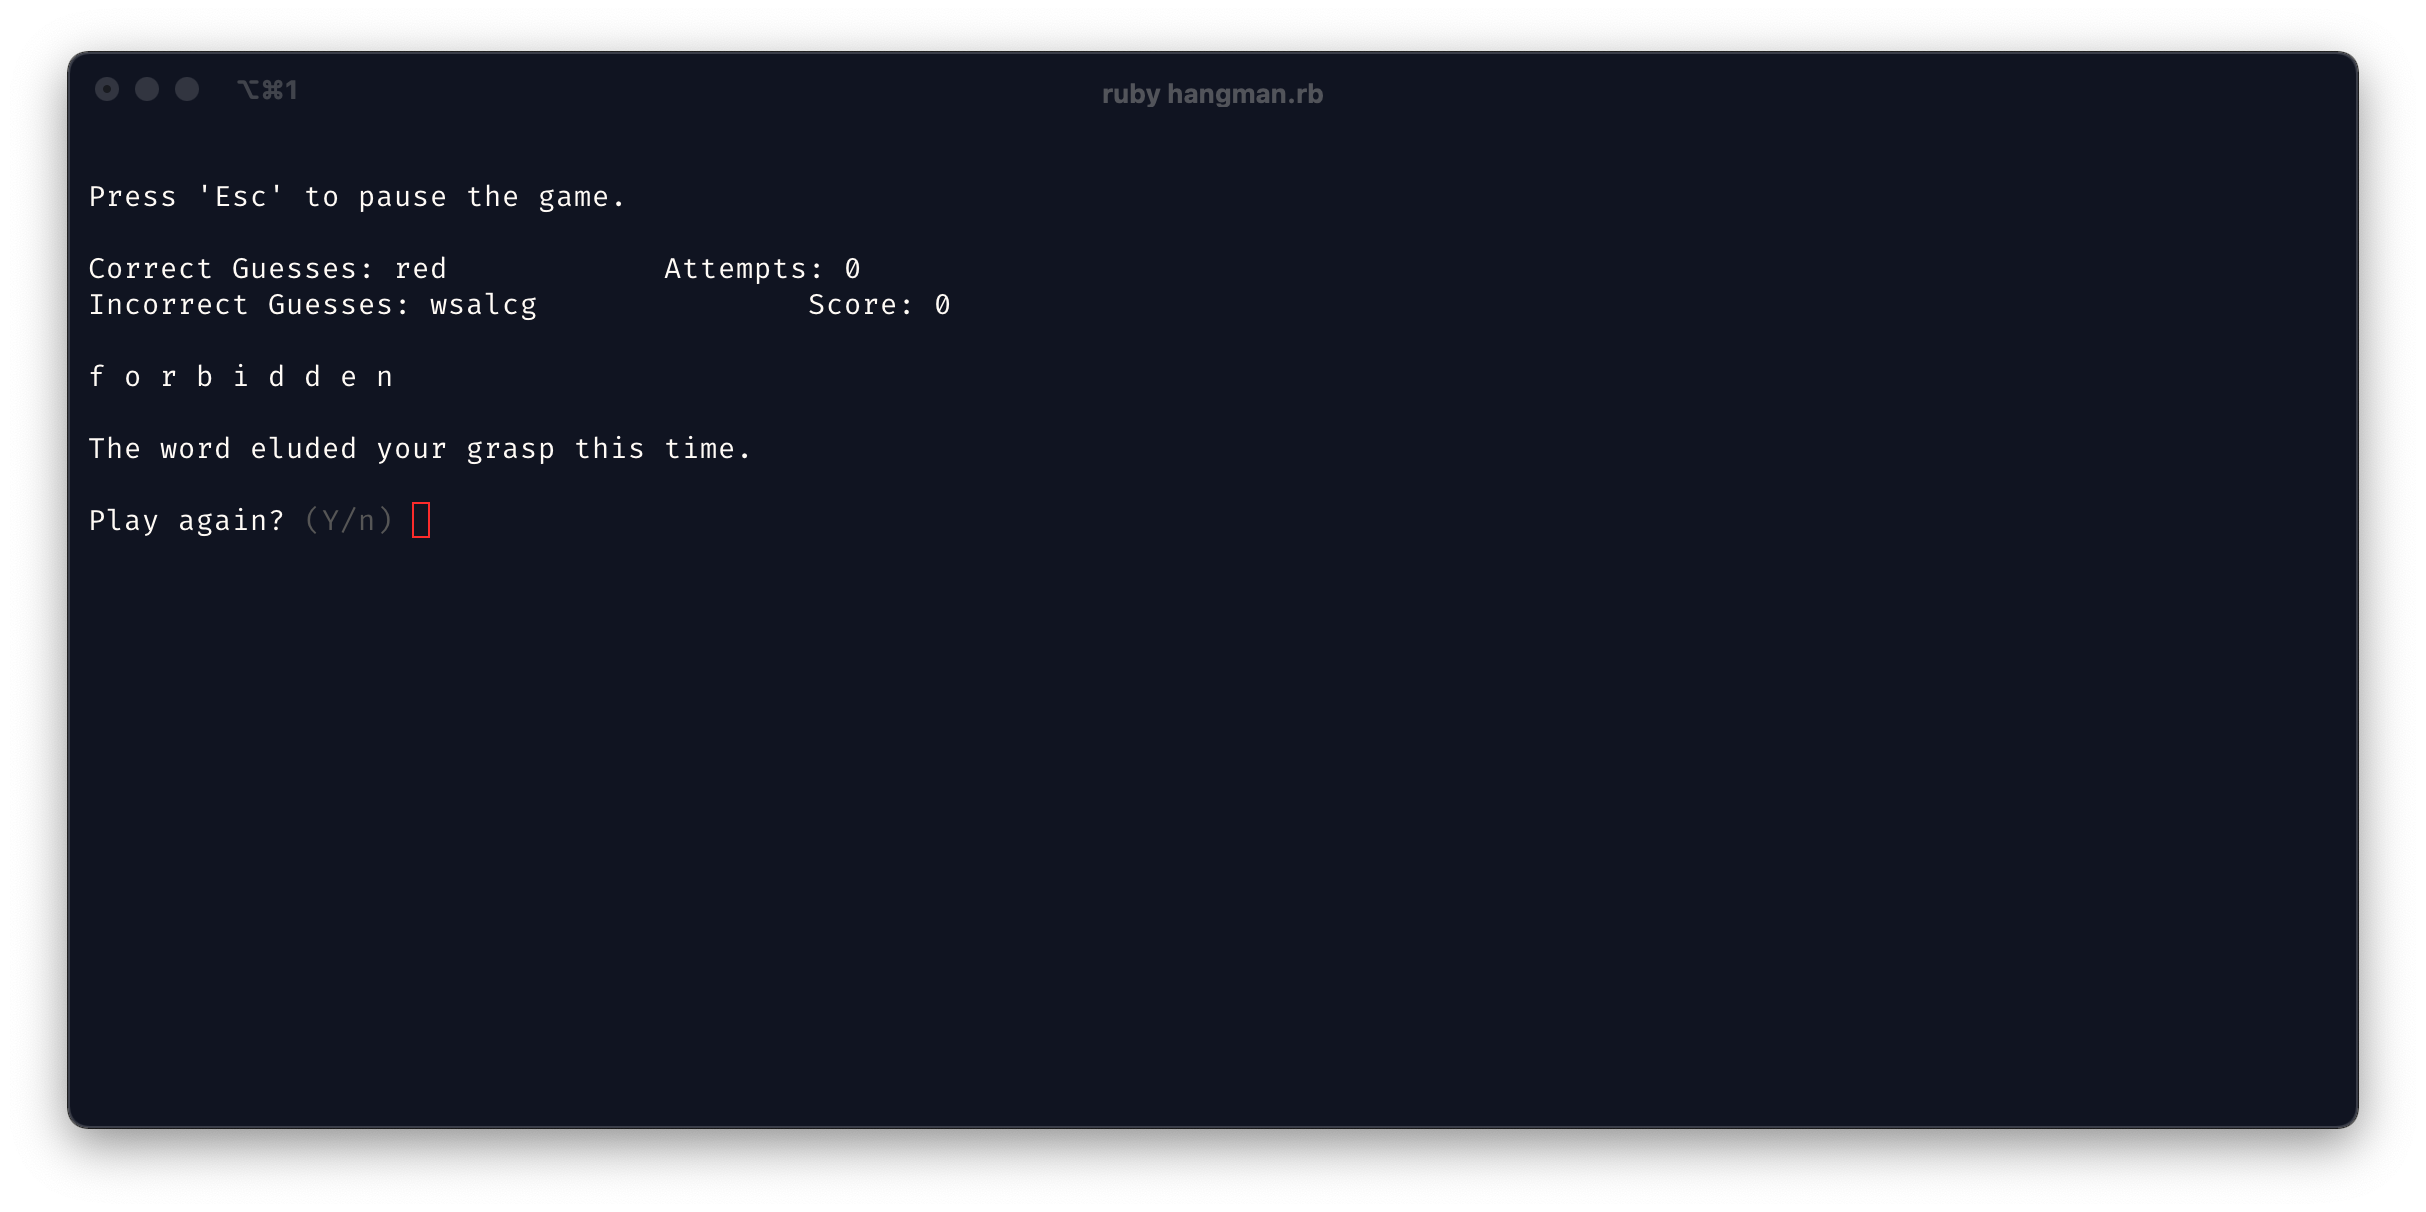 ⌥⌘1 ruby hangman.rb
Press 'Esc' to pause the game.
Correct Guesses: red Attempts: 0
Incorrect Guesses: wsalcg Score: 0
f o r b i d d e n
The word eluded your grasp this time.
Play again? (Y/n)